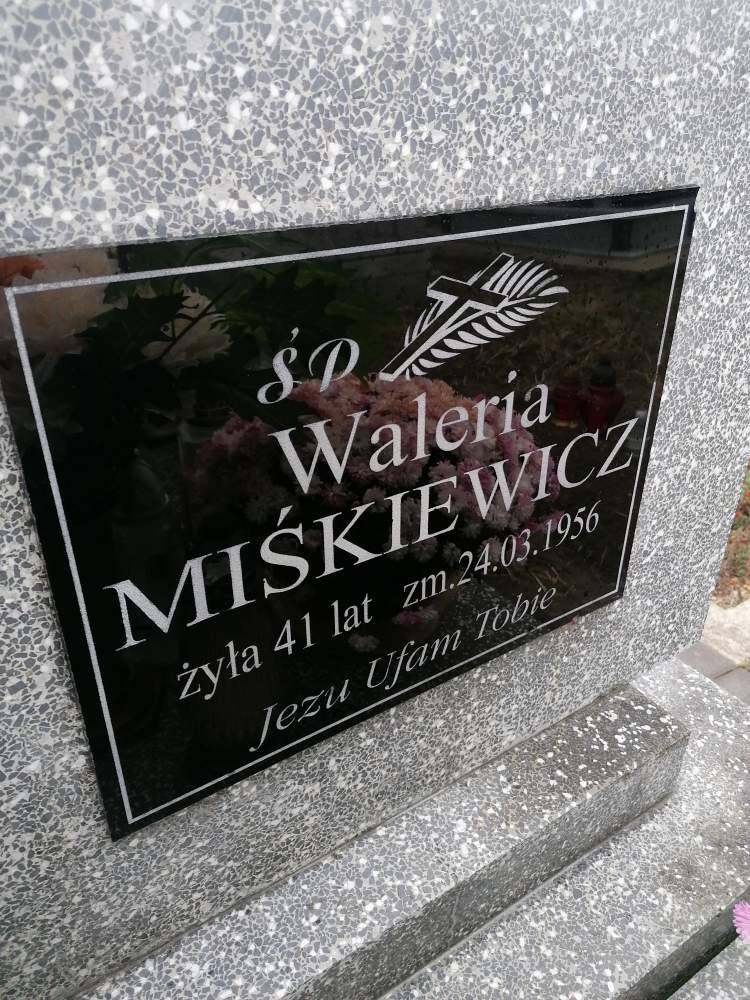 ŚP
Waleria
MIŚKIEWICZ
żyła 41 lat zm.24.03.1956
Jezu Ufam Tobie